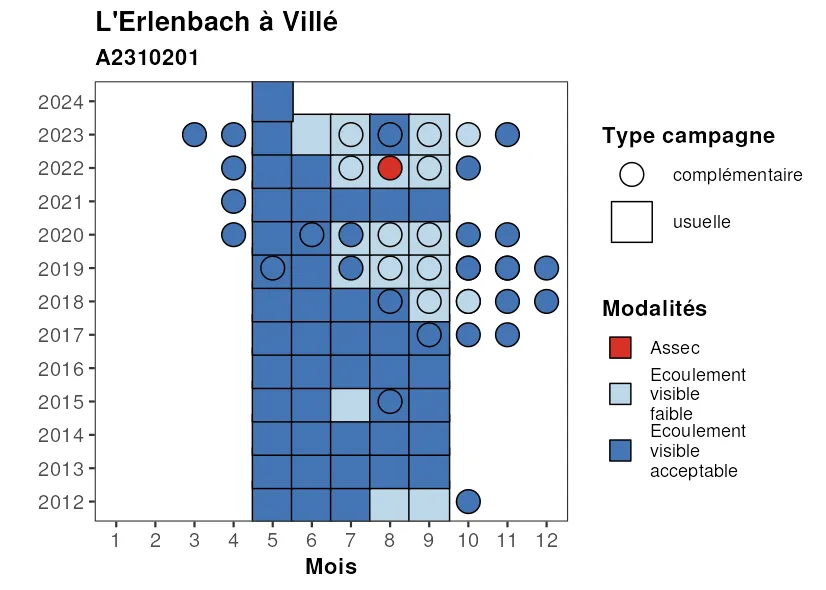 L'Erlenbach à Villé
A2310201
2024
2023
2022
2021
2020
2019
2018
2017
2016
2015
2014
2013
2012
1 2 3 4 5 6 7 8 9 10 11 12
Mois
Type campagne
complémentaire
usuelle
Modalités
Assec
Ecoulement
visible
faible
Ecoulement
visible
acceptable